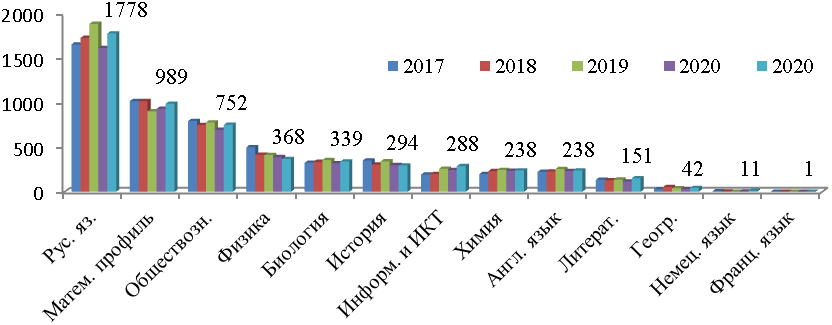 2000
1500
1000
500
0
1778
989
752
368
339
294
288
238
238
151
42
11
1
2017
2018
2019
2020
2020
Рус. яз.
Матем. профиль
Обществозн.
Физика
Биология
История
Информ. и ИКТ
Химия
Англ. язык
Литерат.
Геогр.
Немец. язык
Франц. язык